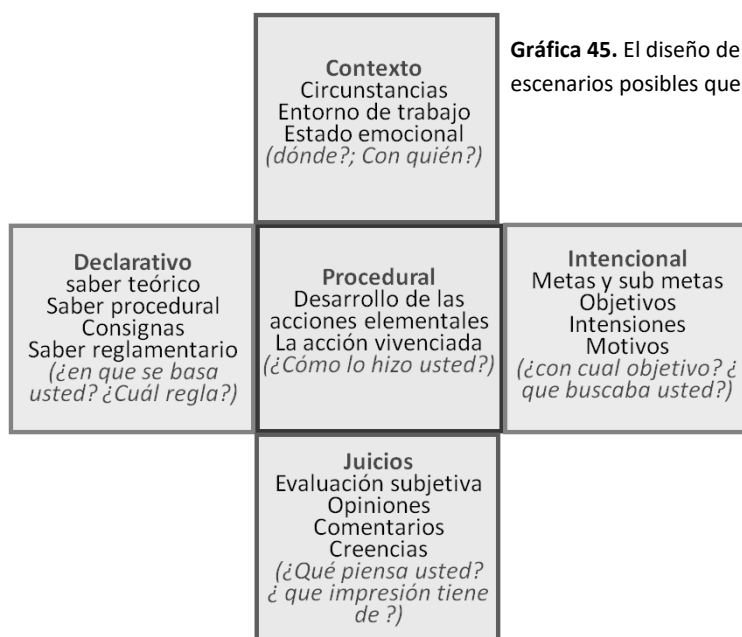 Gráfica 45. El diseño de
escenarios posibles que
Contexto
Circunstancias
Entorno de trabajo
Estado emocional
(dónde?; Con quién?)
Declarativo
saber teórico
Saber procedural
Consignas
Saber reglamentario
(¿en que se basa
usted? ¿Cuál regla?)
Procedural
Desarrollo de las
acciones elementales
La acción vivenciada
(¿Cómo lo hizo usted?)
Intencional
Metas y sub metas
Objetivos
Intensiones
Motivos
(¿con cual objetivo? ¿
que buscaba usted?)
Juicios
Evaluación subjetiva
Opiniones
Comentarios
Creencias
(¿Qué piensa usted?
¿ que impresión tiene
de ?)